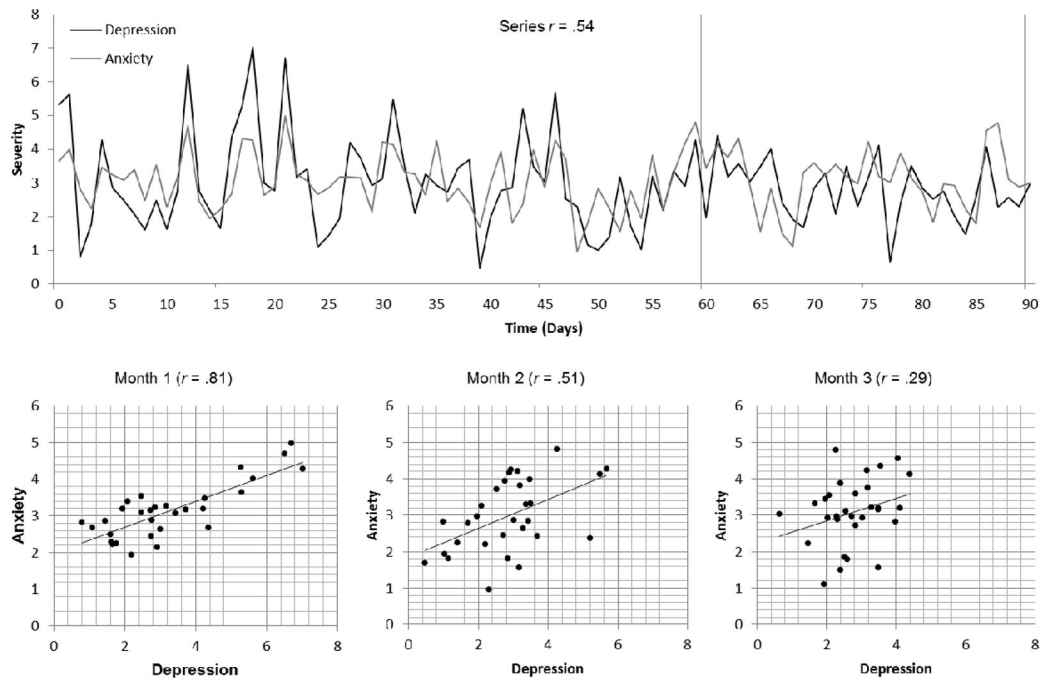 Series r = .54
Depression
Anxiety
Severity
8
7
6
5
4
3
2
1
0
0 5 10 15 20 25 30 35 40 45 50 55 60 65 70 75 80 85 90
Time (Days)
Month 1 (r = .81)
Month 2 (r = .51)
Month 3 (r = .29)
Anxiety
6
5
4
3
2
1
0
0 2 4 6 8
Depression
Anxiety
6
5
4
3
2
1
0
0 2 4 6 8
Depression
Anxiety
6
5
4
3
2
1
0
0 2 4 6 8
Depression